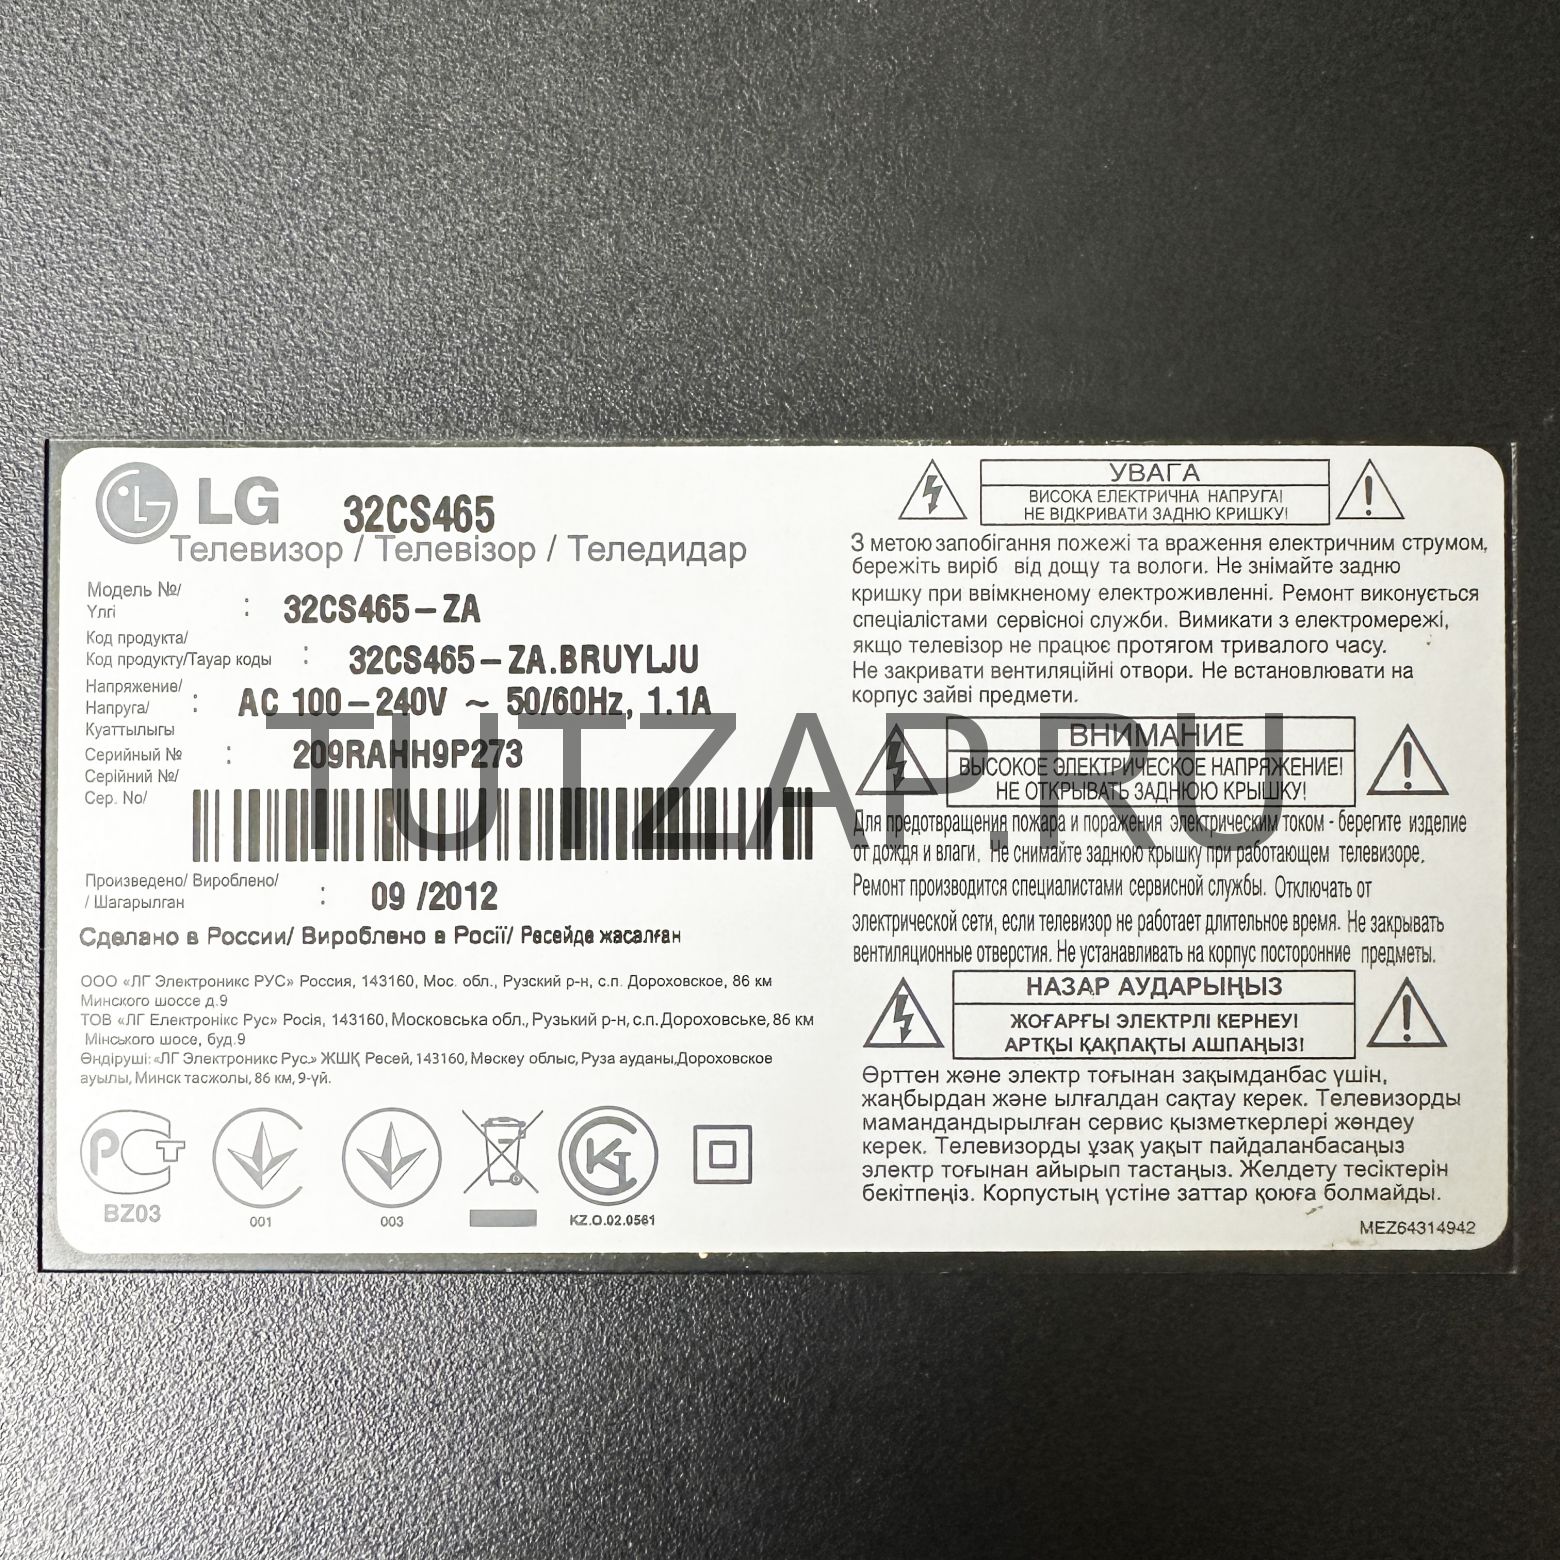 LG 32CS465
Телевизор / Телевізор / Теледидар
Модель №/
Үлгі : 32CS465-ZA
Код продукта/
Код продукту/Тауар коды : 32CS465-ZA.BRUYLJU
Напряжение/
Напруга/ : AC 100-240V ~ 50/60Hz, 1.1A
Куаттылыгы
Серийный № : 209RAHH9P273
Серійний №/
Сер. No/
Произведено/ Вироблено/
/ Шагарылган : 09 /2012
Сделано в России/ Вироблено в Росії/ Ресейде жасалған
ООО «ЛГ Электроникс РУС» Россия, 143160, Мос. обл., Рузский р-н, с.п. Дороховское, 86 км
Минского шоссе д.9
ТОВ «ЛГ Електронікс Рус» Росія, 143160, Московська обл., Рузький р-н, с.п. Дороховське, 86 км
Мінського шосе, буд.9
Өндіруші: «ЛГ Электроникс Рус» ЖШҚ Ресей, 143160, Мескеу облыс, Руза ауданы, Дороховское
ауылы, Минск тасжолы, 86 км, 9-үй.
BZ03
001
003
KZ.O.02.0561
УВАГА
ВИСОКА ЕЛЕКТРИЧНА НАПРУГА!
НЕ ВІДКРИВАТИ ЗАДНЮ КРИШКУ!
З метою запобігання пожежі та враження електричним струмом,
бережіть виріб від дощу та вологи. Не знімайте задню
кришку при ввімкненому електроживленні. Ремонт виконується
спеціалістами сервісної служби. Вимикати з електромережі,
якщо телевізор не працює протягом тривалого часу.
Не закривати вентиляційні отвори. Не встановлювати на
корпус зайві предмети.
ВНИМАНИЕ
ВЫСОКОЕ ЭЛЕКТРИЧЕСКОЕ НАПРЯЖЕНИЕ!
НЕ ОТКРЫВАТЬ ЗАДНЮЮ КРЫШКУ!
Для предотвращения пожара и поражения электрическим током - берегите изделие
от дождя и влаги. Не снимайте заднюю крышку при работающем телевизоре.
Ремонт производится специалистами сервисной службы. Отключать от
электрической сети, если телевизор не работает длительное время. Не закрывать
вентиляционные отверстия. Не устанавливать на корпус посторонние предметы.
НАЗАР АУДАРЫҢЫЗ
ЖОҒАРҒЫ ЭЛЕКТРЛІ КЕРНЕУ!
АРТҚЫ ҚАҚПАҚТЫ АШПАҢЫЗ!
Өрттен және электр тоғынан зақымданбас үшін,
жаңбырдан және ылғалдан сақтау керек. Телевизорды
мамандандырылған сервис қызметкерлері жөндеу
керек. Телевизорды ұзақ уақыт пайдаланбасаңыз
электр тоғынан айырып тастаңыз. Желдету тесіктерін
бекітпеңіз. Корпустың үстіне заттар қоюға болмайды.
MEZ64314942
TUTZAP.RU